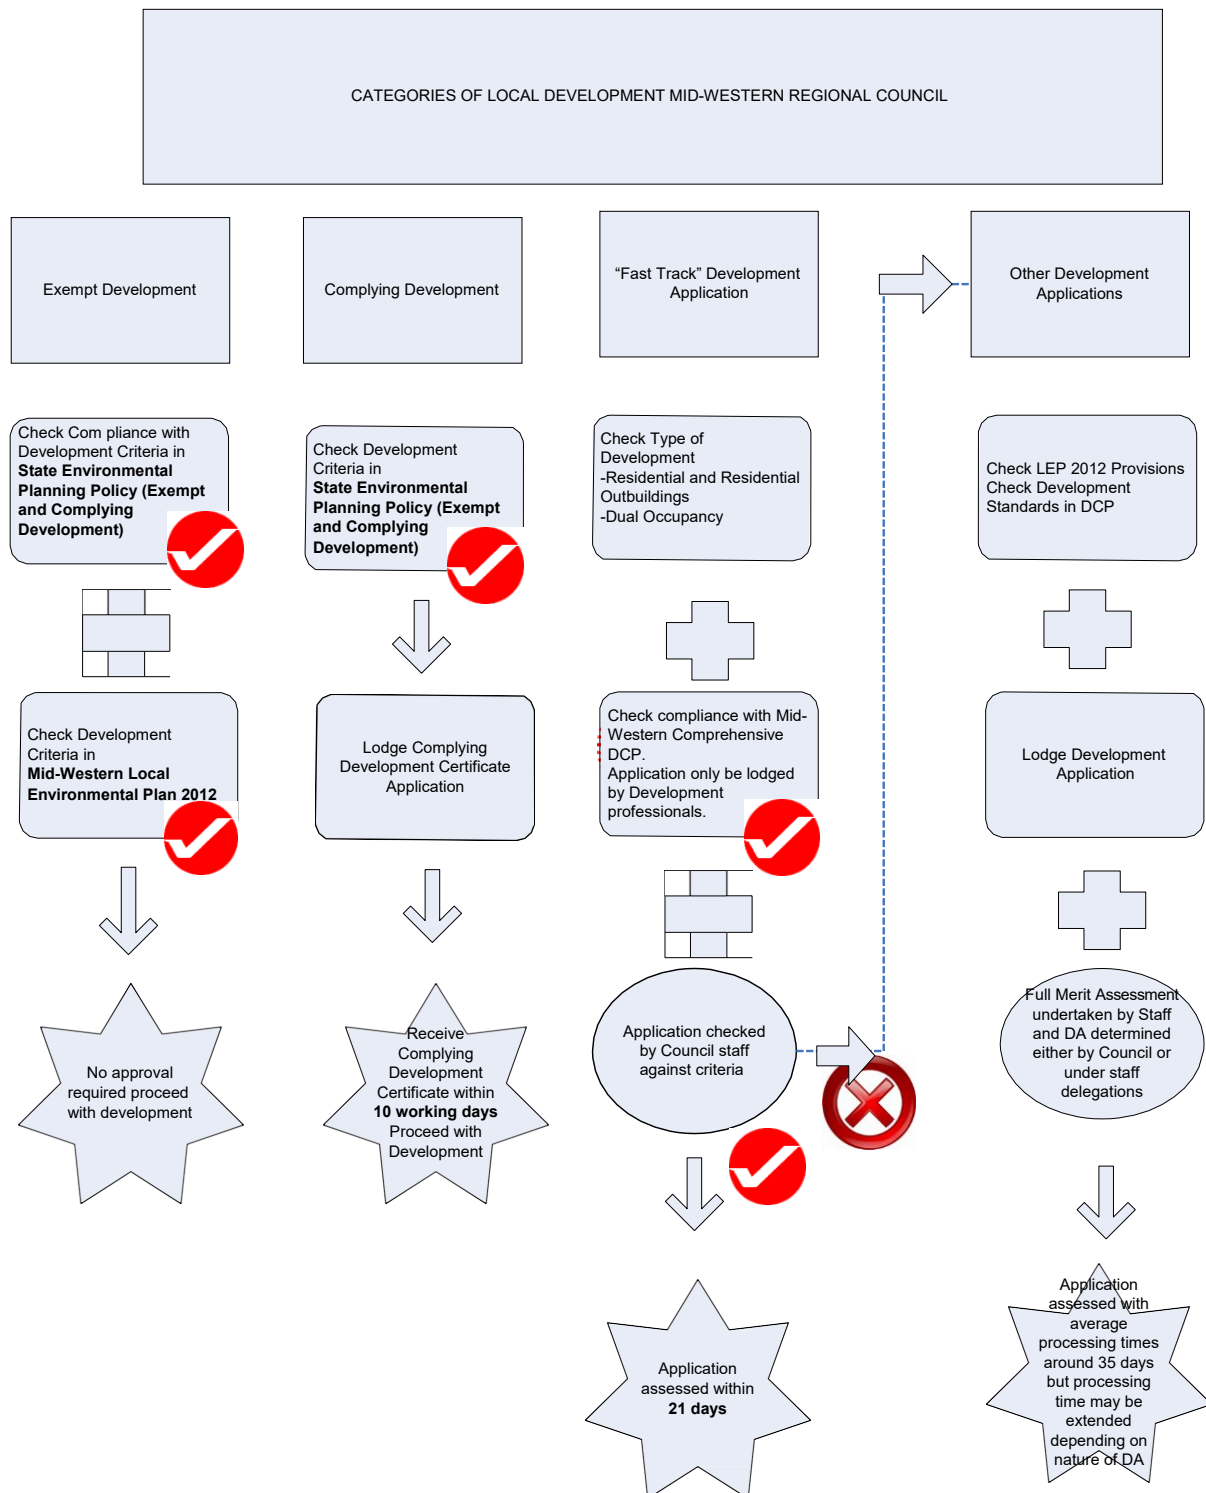 CATEGORIES OF LOCAL DEVELOPMENT MID-WESTERN REGIONAL COUNCIL
Exempt Development
Complying Development
“Fast Track” Development
Application
Other Development
Applications
Check Com pliance with
Development Criteria in
State Environmental
Planning Policy (Exempt
and Complying
Development)
Check Development
Criteria in
State Environmental
Planning Policy (Exempt
and Complying
Development)
Check Type of
Development
-Residential and Residential
Outbuildings
-Dual Occupancy
Check LEP 2012 Provisions
Check Development
Standards in DCP
Check Development
Criteria in
Mid-Western Local
Environmental Plan 2012
Lodge Complying
Development Certificate
Application
Check compliance with Mid-
Western Comprehensive
DCP.
Application only be lodged
by Development
professionals.
Lodge Development
Application
No approval
required proceed
with development
Receive
Complying
Development
Certificate within
10 working days
Proceed with
Development
Application checked
by Council staff
against criteria
Full Merit Assessment
undertaken by Staff
and DA determined
either by Council or
under staff
delegations
Application
assessed within
21 days
Application
assessed with
average
processing times
around 35 days
but processing
time may be
extended
depending on
nature of DA